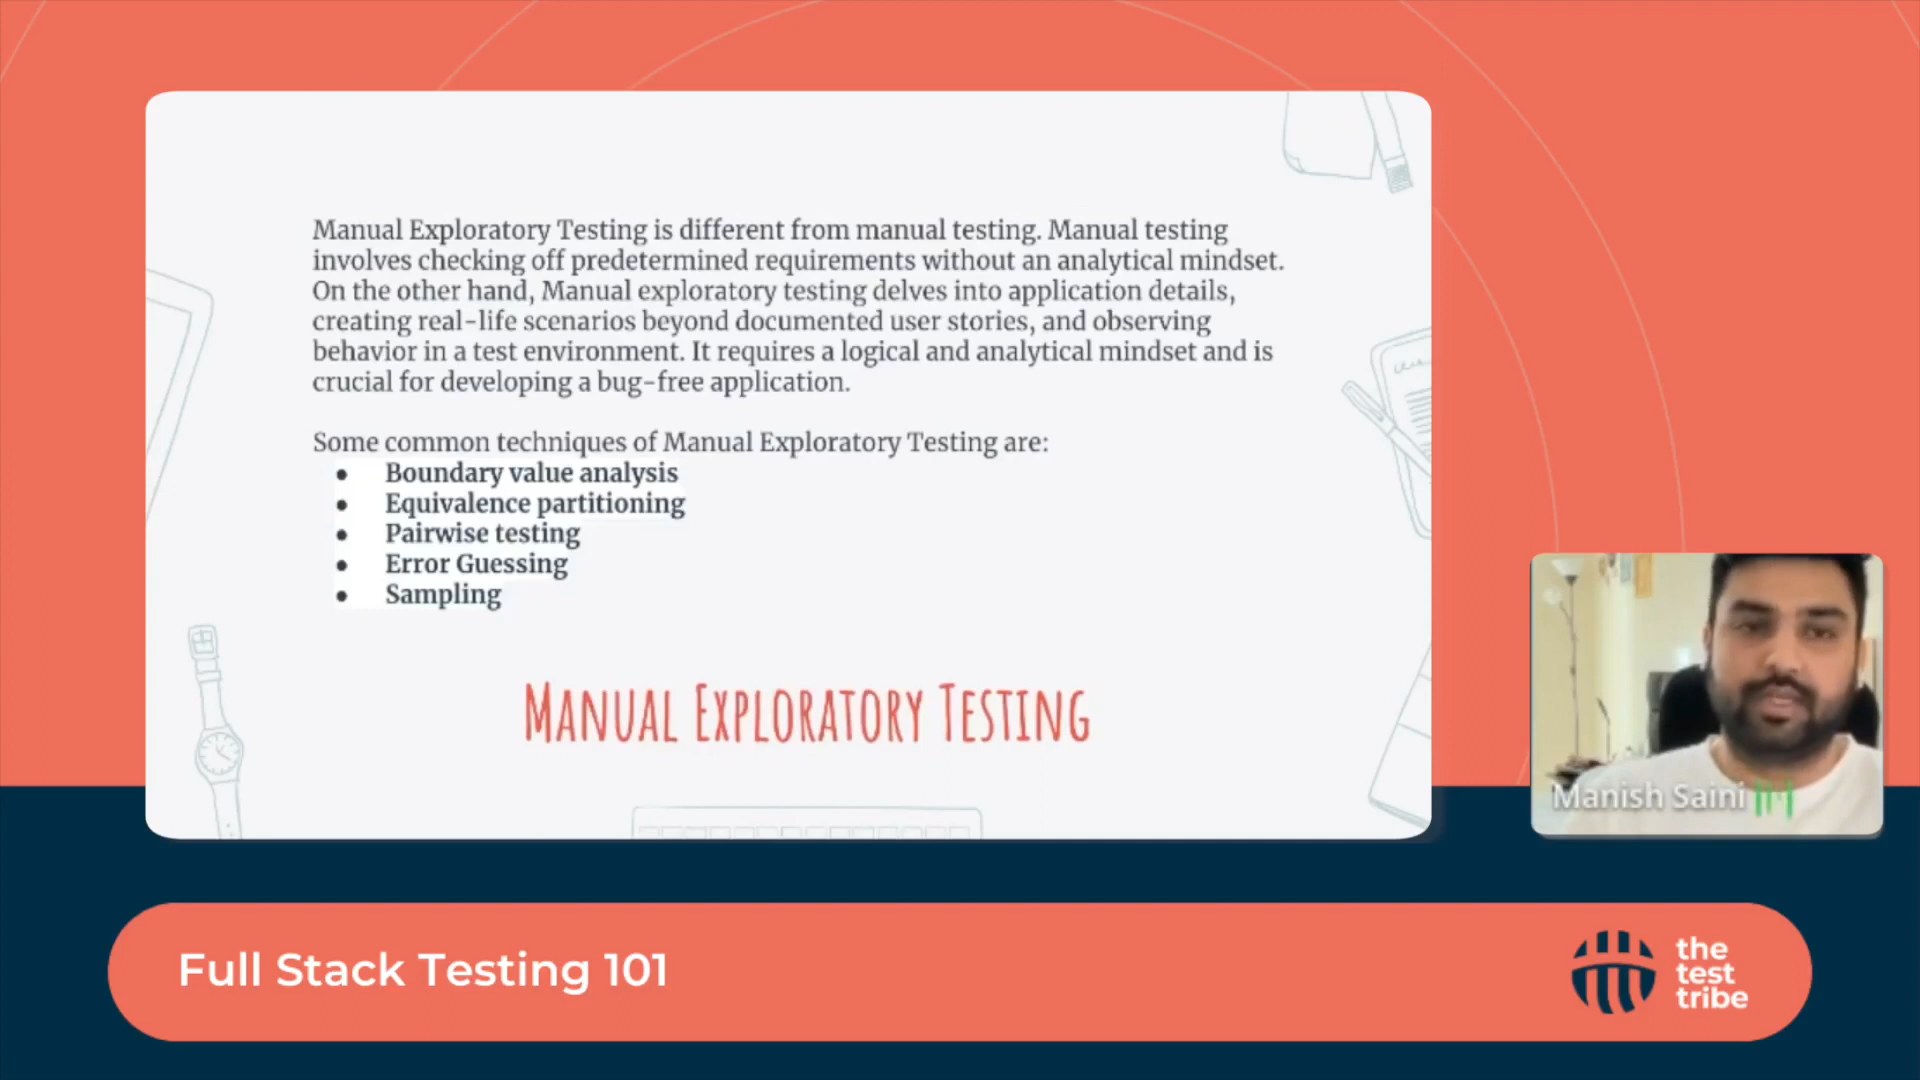 Manual Exploratory Testing is different from manual testing. Manual testing
involves checking off predetermined requirements without an analytical mindset.
On the other hand, Manual exploratory testing delves into application details,
creating real-life scenarios beyond documented user stories, and observing
behavior in a test environment. It requires a logical and analytical mindset and is
crucial for developing a bug-free application.
Some common techniques of Manual Exploratory Testing are:
• Boundary value analysis
• Equivalence partitioning
• Pairwise testing
• Error Guessing
• Sampling
MANUAL EXPLORATORY TESTING
Manish Saini
Full Stack Testing 101
the
test
tribe